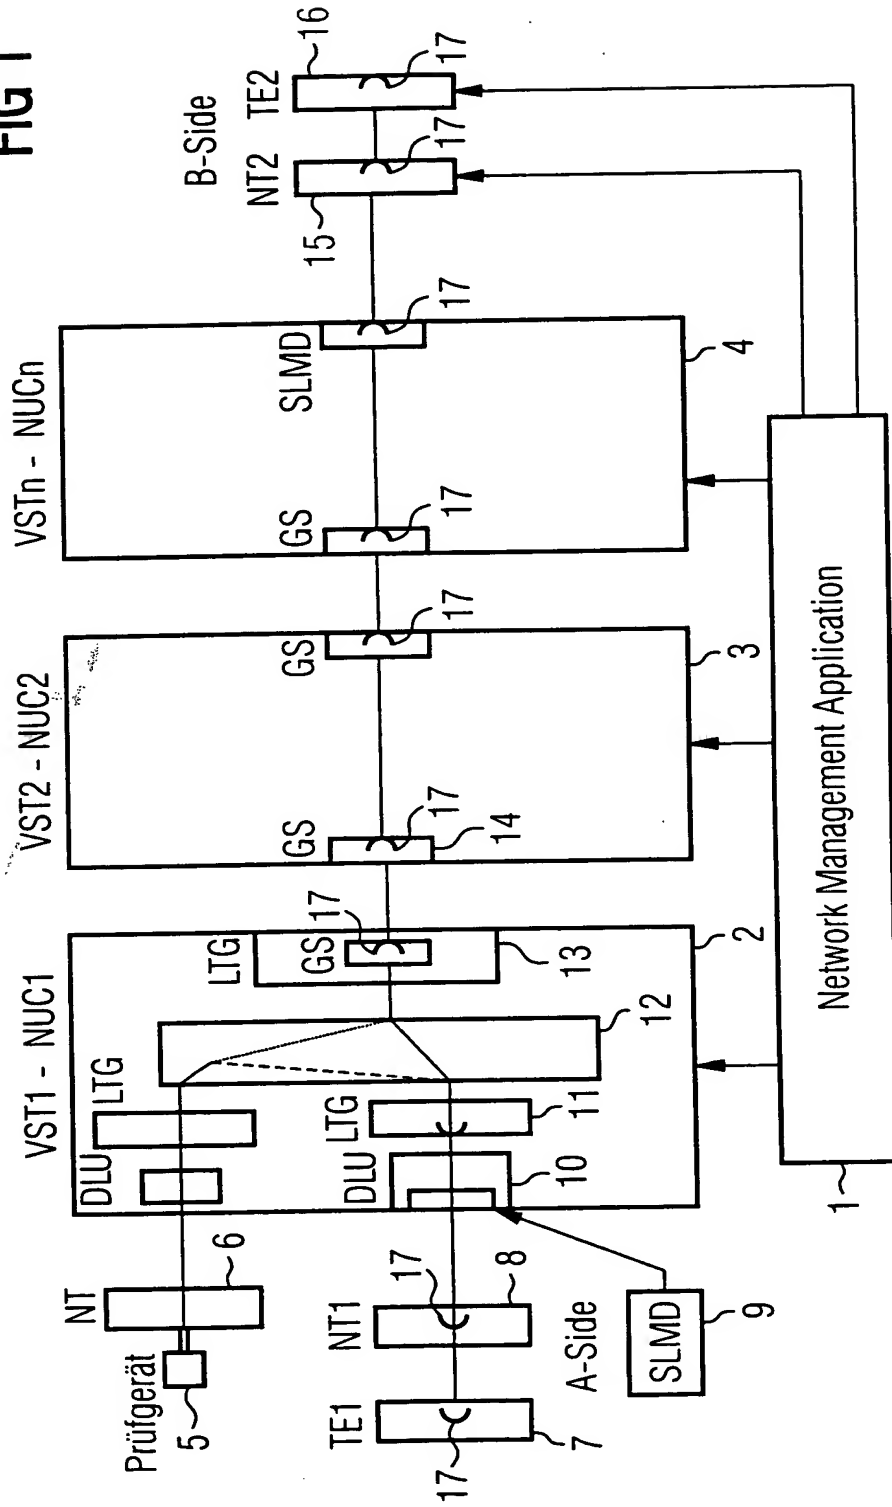 FIG 1
VST1 - NUC1
VST2 - NUC2
VSTn - NUCn
B-Side
Prüfgerät
5
NT
6
DLU
LTG
LTG
GS
17
13
12
GS
17
14
GS
17
3
GS
17
SLMD
17
4
15
NT2
17
TE2
16
17
TE1
17
7
NT1
17
8
DLU
10
LTG
11
2
A-Side
SLMD
9
1
Network Management Application